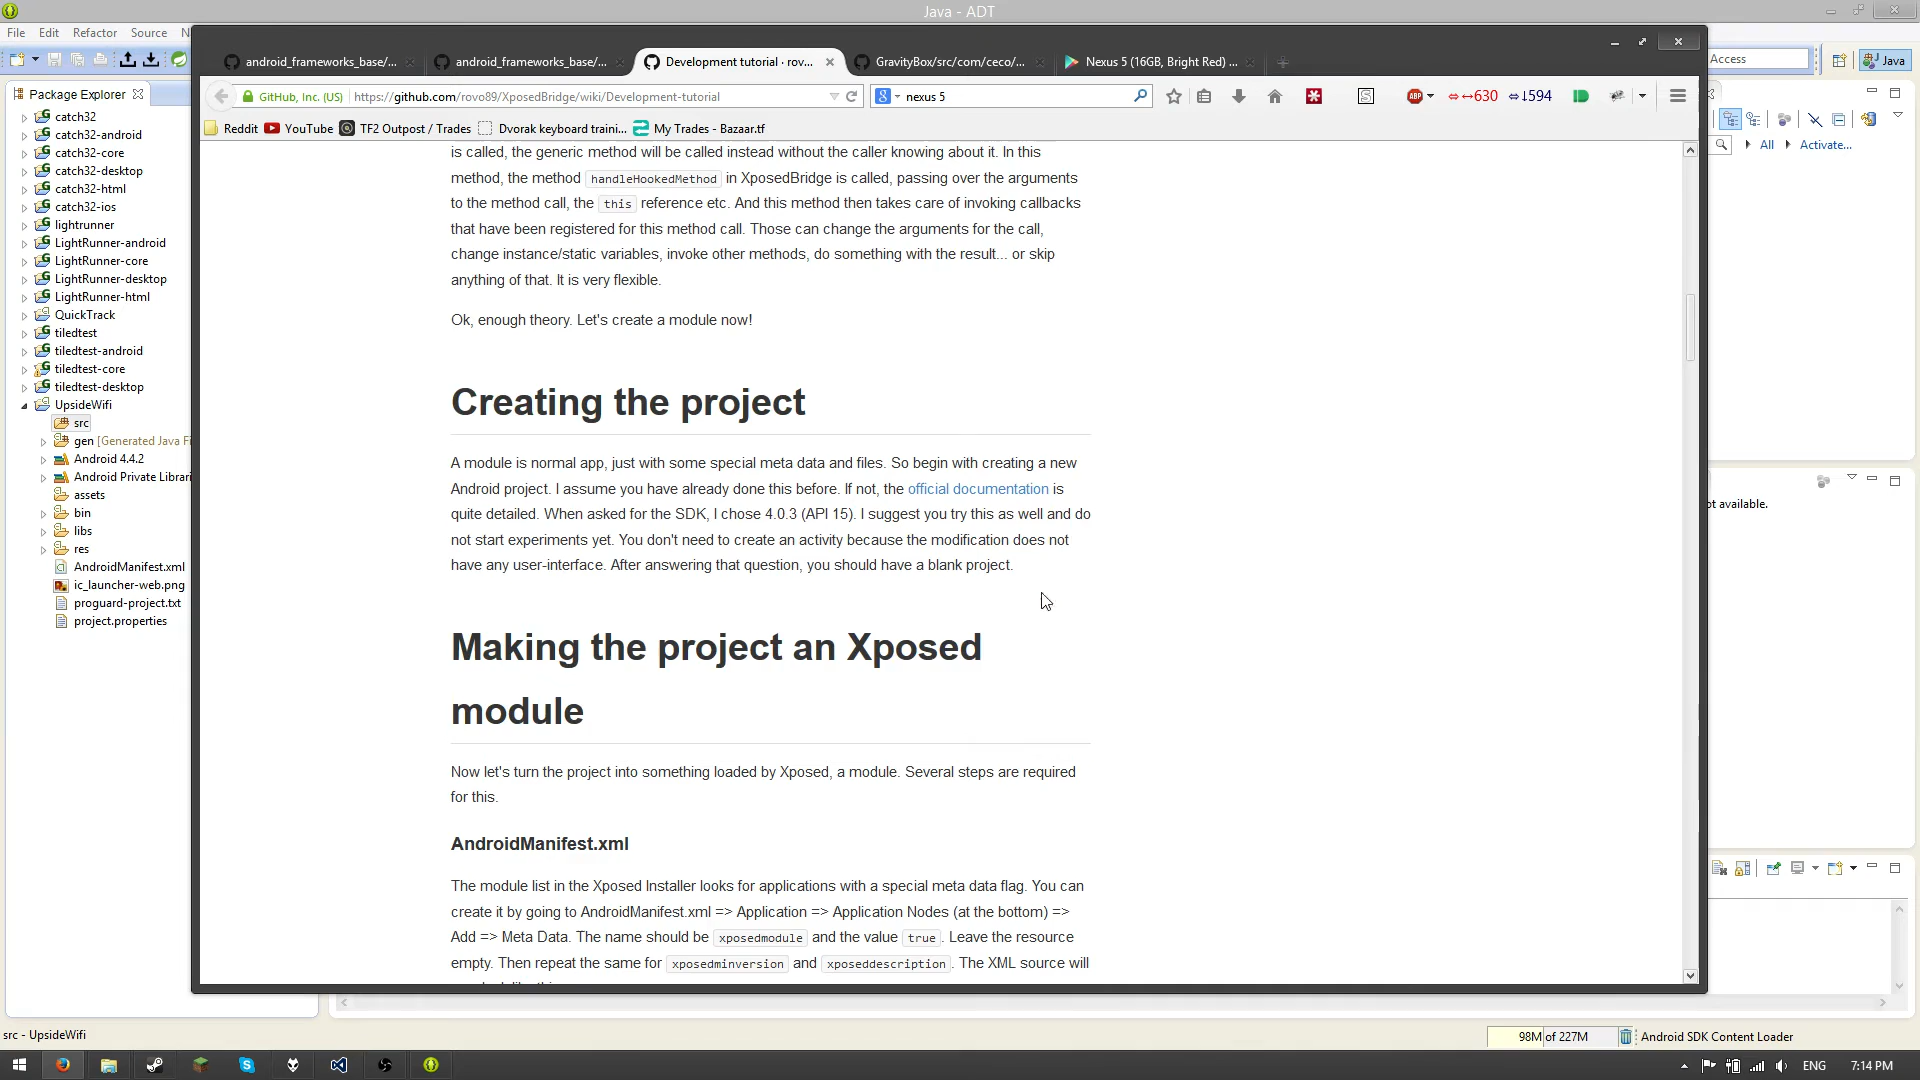 Java - ADT
File Edit Refactor Source
android_frameworks_base/...
android_frameworks_base/...
Development tutorial · rov...
GravityBox/src/com/ceco/...
Nexus 5 (16GB, Bright Red) ...
Access
Java
GitHub, Inc. (US)
https://github.com/rovo89/XposedBridge/wiki/Development-tutorial
nexus 5
ABP
630
594
Reddit YouTube TF2 Outpost / Trades Dvorak keyboard traini... My Trades - Bazaar.tf
All Activate...
Package Explorer
catch32
catch32-android
catch32-core
catch32-desktop
catch32-html
catch32-ios
lightrunner
LightRunner-android
LightRunner-core
LightRunner-desktop
LightRunner-html
QuickTrack
tiledtest
tiledtest-android
tiledtest-core
tiledtest-desktop
UpsideWifi
src
gen [Generated Java Fi
Android 4.4.2
Android Private Librari
assets
bin
libs
res
AndroidManifest.xml
ic_launcher-web.png
proguard-project.txt
project.properties
is called, the generic method will be called instead without the caller knowing about it. In this
method, the method handleHookedMethod in XposedBridge is called, passing over the arguments
to the method call, the this reference etc. And this method then takes care of invoking callbacks
that have been registered for this method call. Those can change the arguments for the call,
change instance/static variables, invoke other methods, do something with the result... or skip
anything of that. It is very flexible.
Ok, enough theory. Let's create a module now!
Creating the project
A module is normal app, just with some special meta data and files. So begin with creating a new
Android project. I assume you have already done this before. If not, the official documentation is
quite detailed. When asked for the SDK, I chose 4.0.3 (API 15). I suggest you try this as well and do
not start experiments yet. You don't need to create an activity because the modification does not
have any user-interface. After answering that question, you should have a blank project.
Making the project an Xposed
module
Now let's turn the project into something loaded by Xposed, a module. Several steps are required
for this.
AndroidManifest.xml
The module list in the Xposed Installer looks for applications with a special meta data flag. You can
create it by going to AndroidManifest.xml => Application => Application Nodes (at the bottom) =>
Add => Meta Data. The name should be xposedmodule and the value true. Leave the resource
empty. Then repeat the same for xposedminversion and xposeddescription. The XML source will
ot available.
src - UpsideWifi
98M of 227M
Android SDK Content Loader
ENG
7:14 PM